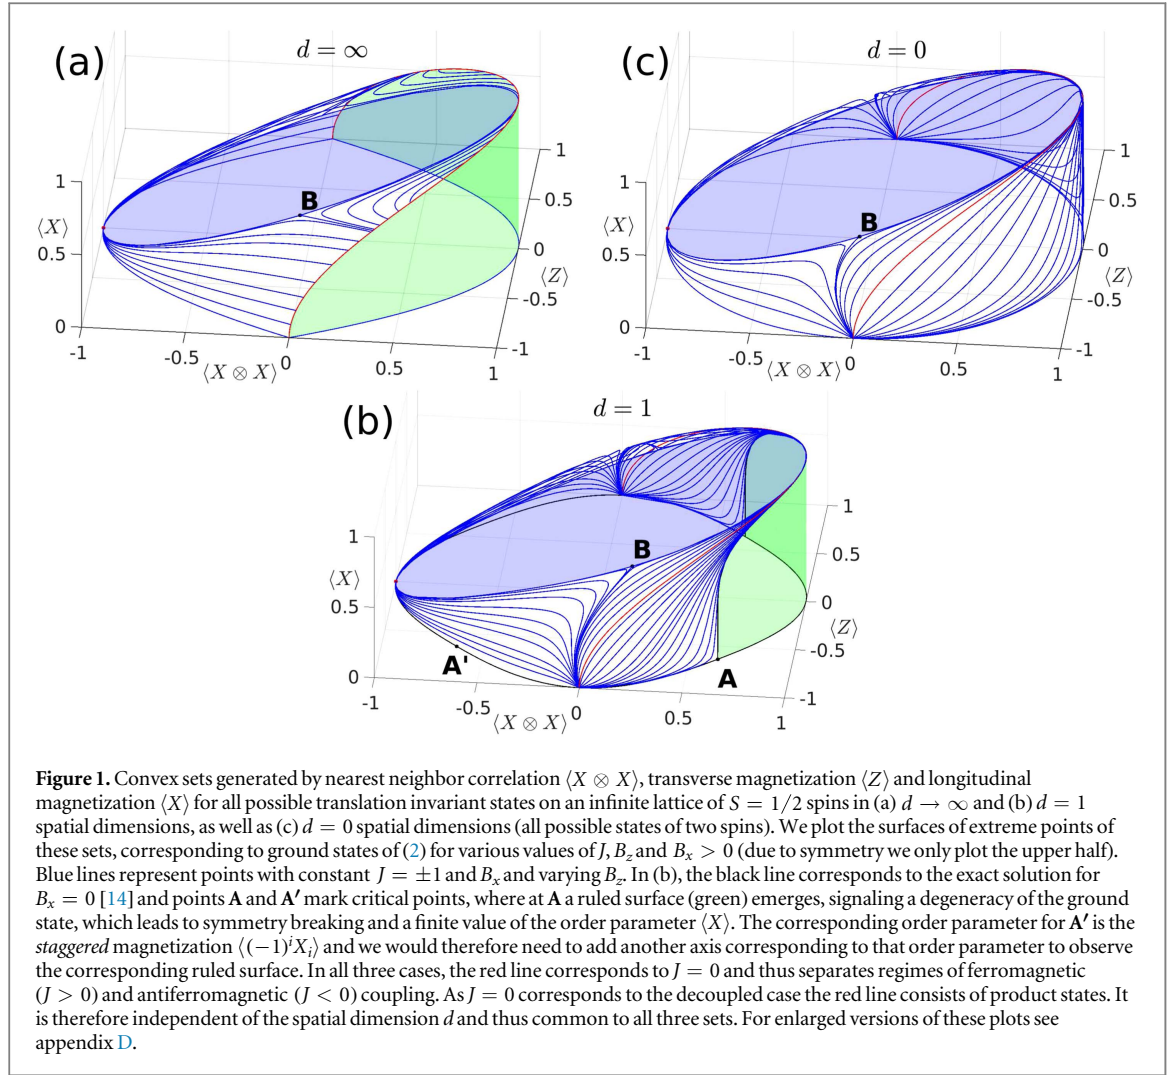 (a)
d = ∞
1
⟨X⟩
0.5
0
-1
-0.5
⟨X ⊗ X⟩
0
0.5
1
B
1
0.5
0
⟨Z⟩
-0.5
-1
(c)
d = 0
1
⟨X⟩
0.5
0
-1
-0.5
⟨X ⊗ X⟩
0
0.5
1
B
1
0.5
0
⟨Z⟩
-0.5
-1
(b)
d = 1
1
⟨X⟩
0.5
0
-1
-0.5
⟨X ⊗ X⟩
0
0.5
1
B
A'
A
1
0.5
0
⟨Z⟩
-0.5
-1
Figure 1. Convex sets generated by nearest neighbor correlation ⟨X ⊗ X⟩, transverse magnetization ⟨Z⟩ and longitudinal
magnetization ⟨X⟩ for all possible translation invariant states on an infinite lattice of S = 1/2 spins in (a) d → ∞ and (b) d = 1
spatial dimensions, as well as (c) d = 0 spatial dimensions (all possible states of two spins). We plot the surfaces of extreme points of
these sets, corresponding to ground states of (2) for various values of J, B_z and B_x > 0 (due to symmetry we only plot the upper half).
Blue lines represent points with constant J = ±1 and B_x and varying B_z. In (b), the black line corresponds to the exact solution for
B_x = 0 [14] and points A and A′ mark critical points, where at A a ruled surface (green) emerges, signaling a degeneracy of the ground
state, which leads to symmetry breaking and a finite value of the order parameter ⟨X⟩. The corresponding order parameter for A′ is the
staggered magnetization ⟨(−1)^i X_i⟩ and we would therefore need to add another axis corresponding to that order parameter to observe
the corresponding ruled surface. In all three cases, the red line corresponds to J = 0 and thus separates regimes of ferromagnetic
(J > 0) and antiferromagnetic (J < 0) coupling. As J = 0 corresponds to the decoupled case the red line consists of product states. It
is therefore independent of the spatial dimension d and thus common to all three sets. For enlarged versions of these plots see
appendix D.